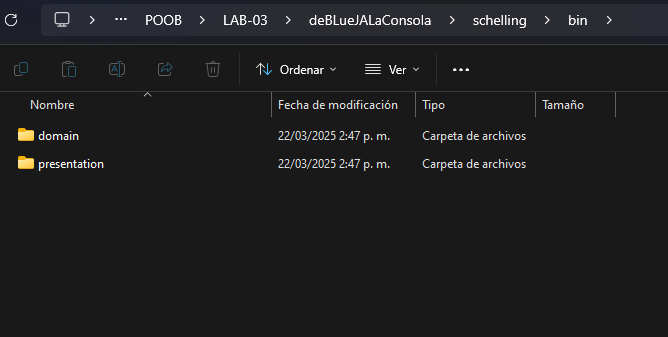 POOB > LAB-03 > deBLueJALaConsola > schelling > bin >
Ordenar Ver
Nombre Fecha de modificación Tipo Tamaño
domain 22/03/2025 2:47 p. m. Carpeta de archivos
presentation 22/03/2025 2:47 p. m. Carpeta de archivos